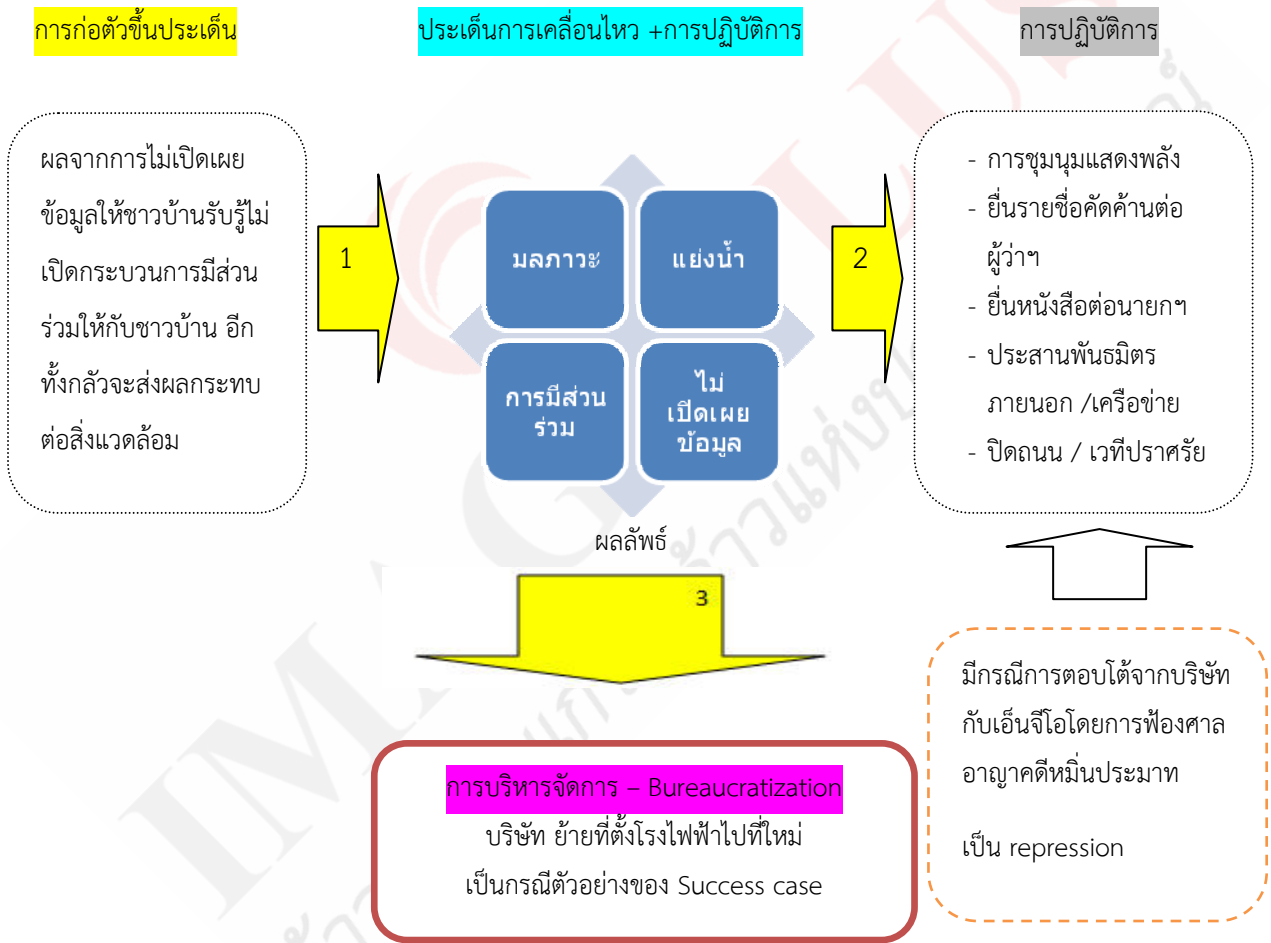 การก่อตัวขึ้นประเด็น
ประเด็นการเคลื่อนไหว +การปฏิบัติการ
การปฏิบัติการ
ผลจากการไม่เปิดเผย
ข้อมูลให้ชาวบ้านรับรู้ไม่
เปิดกระบวนการมีส่วน
ร่วมให้กับชาวบ้าน อีก
ทั้งกลัวจะส่งผลกระทบ
ต่อสิ่งแวดล้อม
1
มลภาวะ
แย่งน้ำ
การมีส่วน
ร่วม
ไม่
เปิดเผย
ข้อมูล
2
- การชุมนุมแสดงพลัง
- ยื่นรายชื่อคัดค้านต่อ
ผู้ว่าฯ
- ยื่นหนังสือต่อนายกฯ
- ประสานพันธมิตร
ภายนอก /เครือข่าย
- ปิดถนน / เวทีปราศรัย
ผลลัพธ์
3
การบริหารจัดการ – Bureaucratization
บริษัท ย้ายที่ตั้งโรงไฟฟ้าไปที่ใหม่
เป็นกรณีตัวอย่างของ Success case
มีกรณีการตอบโต้จากบริษัท
กับเอ็นจีโอโดยการฟ้องศาล
อาญาคดีหมิ่นประมาท
เป็น repression